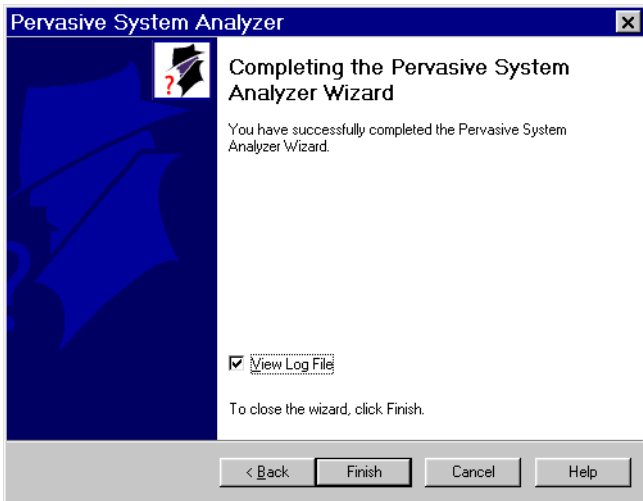 Pervasive System Analyzer
?
Completing the Pervasive System
Analyzer Wizard
You have successfully completed the Pervasive System
Analyzer Wizard.
View Log File
To close the wizard, click Finish.
< Back Finish Cancel Help